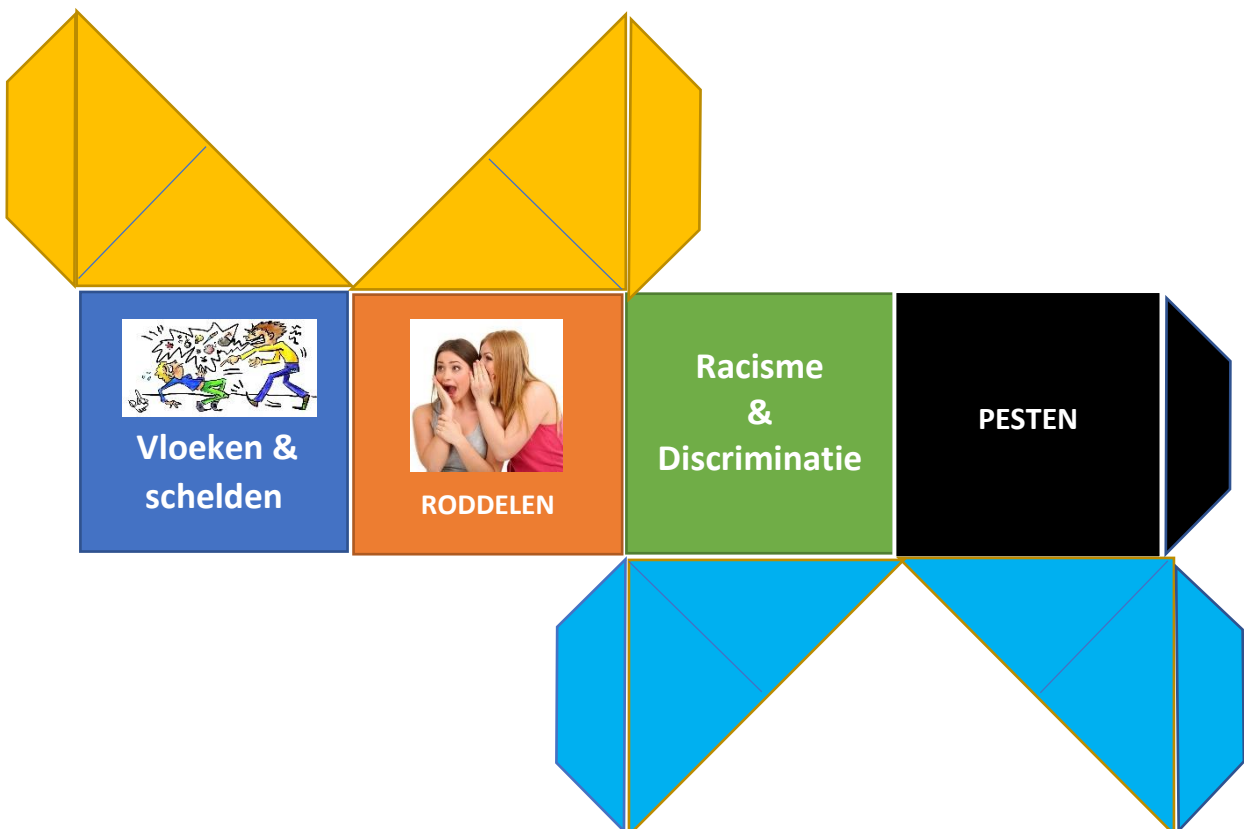 Vloeken &
schelden
RODDELEN
Racisme
&
Discriminatie
PESTEN